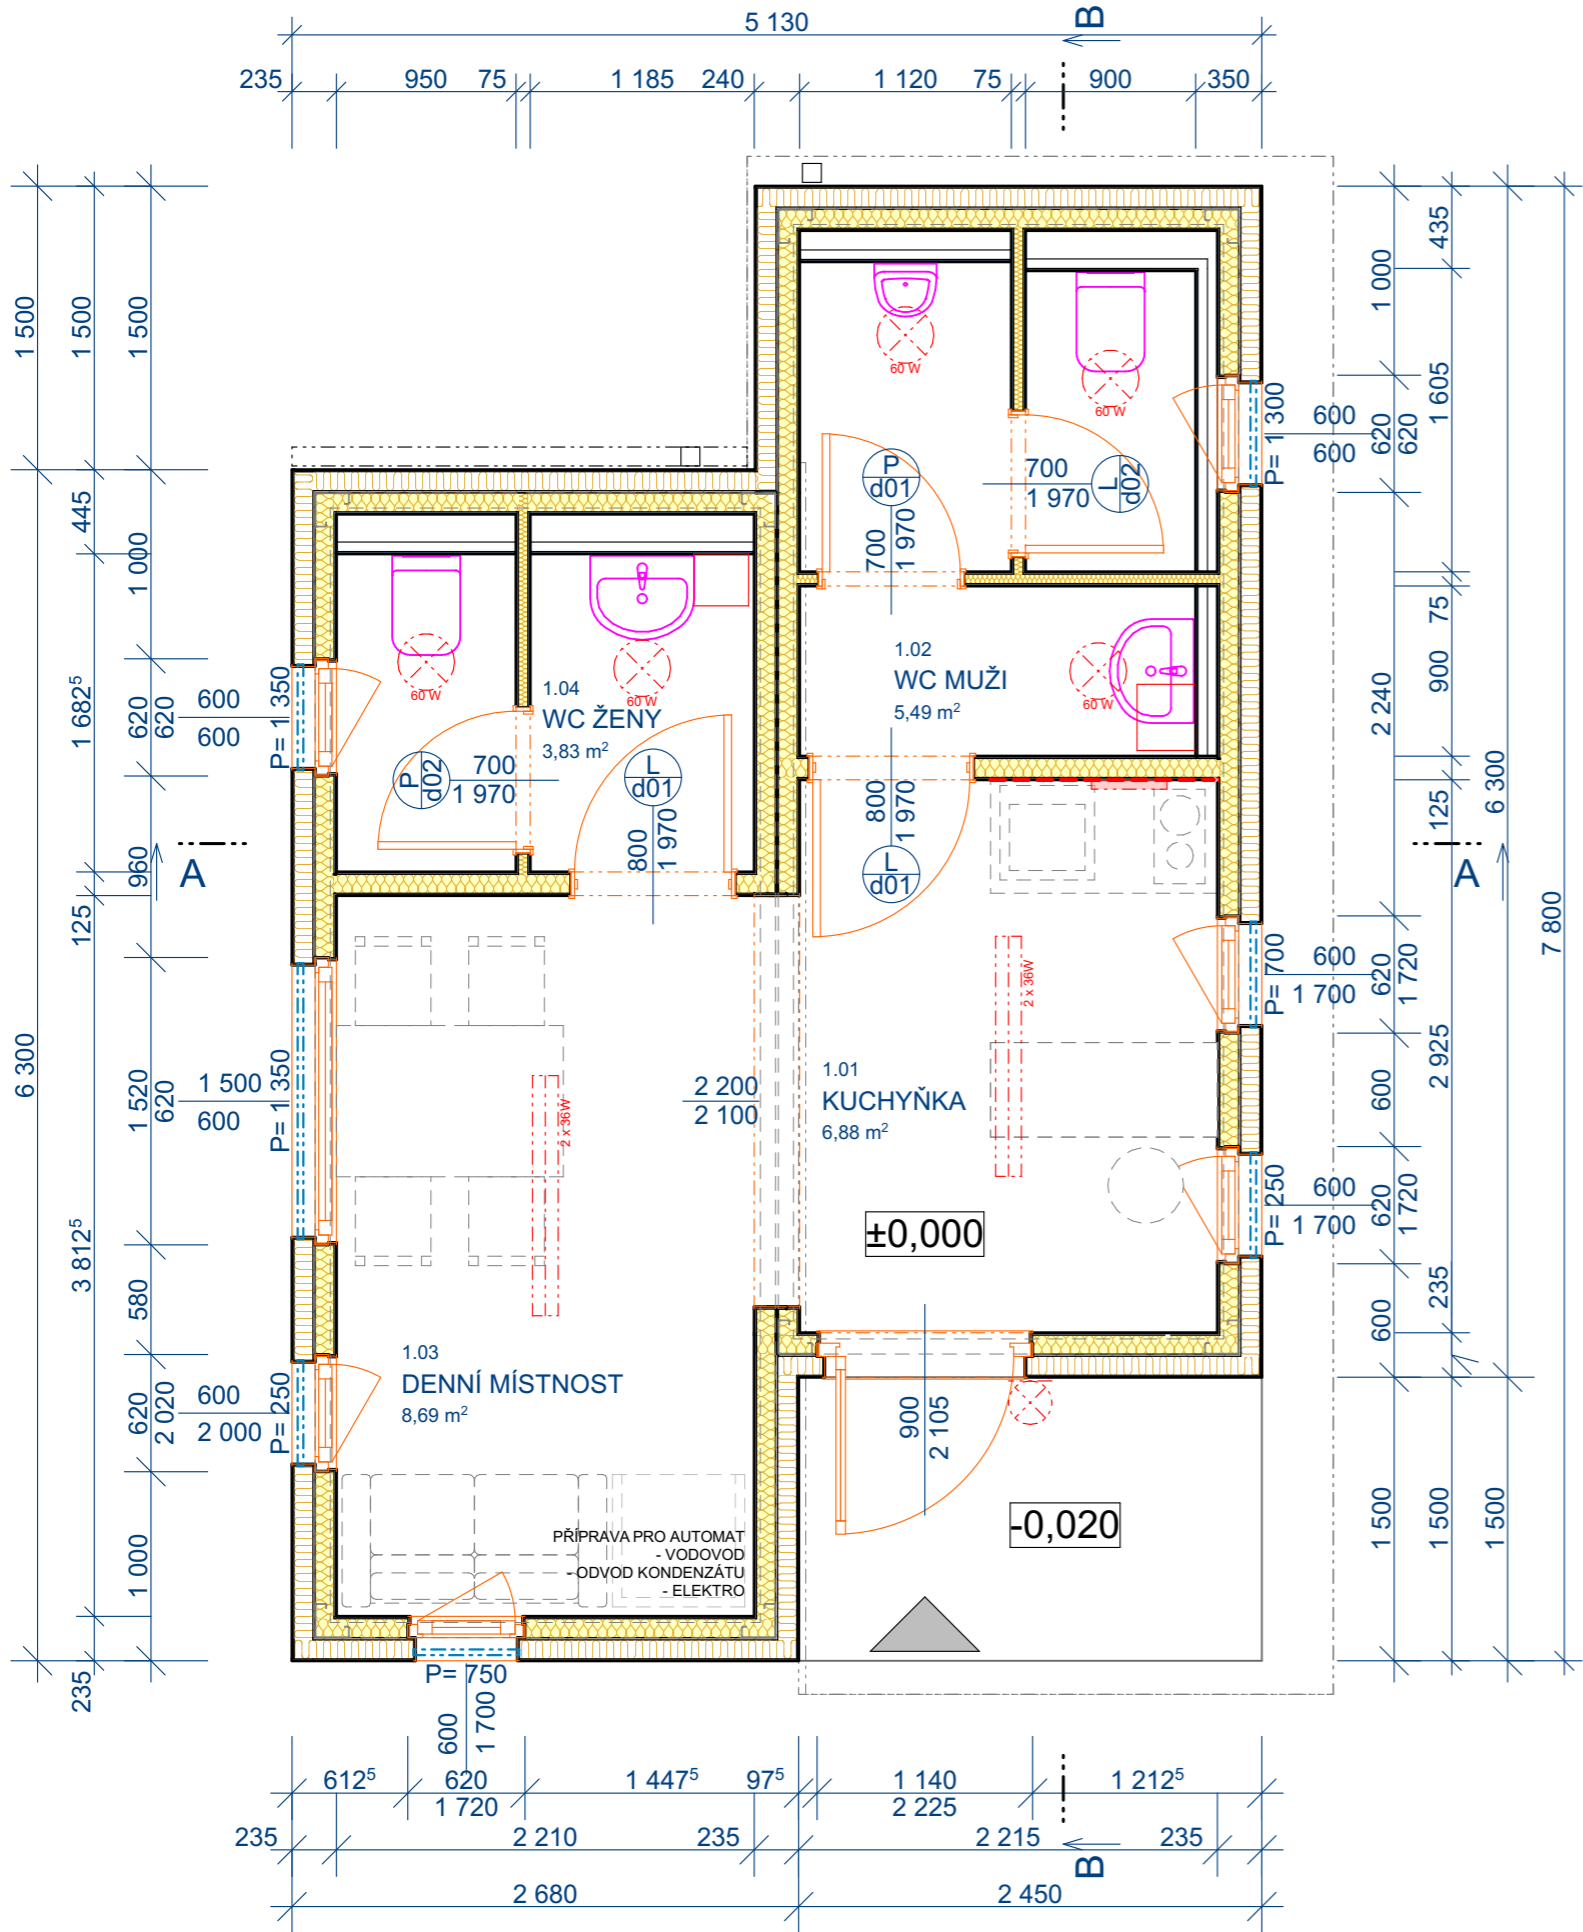 5 130
B
235 950 75 1 185 240 1 120 75 900 350
1 500
1 500
1 500
435
1 000
1 605
60 W
60 W
P= 1 300
600
600
620
620
P
d01
700
1 970
700
1 970
L
d02
445
1 000
1 682⁵
620
620
600
600
P= 1 350
60 W
60 W
1.04
WC ŽENY
3,83 m²
1.02
WC MUŽI
5,49 m²
60 W
75
900
2 240
6 300
125
P
d02
700
1 970
L
d01
800
1 970
800
1 970
L
d01
A
960
125
A
7 800
6 300
1 520
620
1 500
600
P= 1 350
2 x 36W
2 200
2 100
1.01
KUCHYŇKA
6,88 m²
2 x 36W
P= 700
600
1 700
620
1 720
600
2 925
P= 250
600
1 700
620
1 720
±0,000
3 812⁵
580
235
600
1.03
DENNÍ MÍSTNOST
8,69 m²
620
2 020
600
2 000
P= 250
900
2 105
-0,020
1 000
PŘÍPRAVA PRO AUTOMAT
- VODOVOD
- ODVOD KONDENZÁTU
- ELEKTRO
1 500
1 500
1 500
235
P= 750
600
1 700
612⁵ 620 1 447⁵ 97⁵ 1 140 1 212⁵
1 720 2 225
235 2 210 235 2 215 235
B
2 680 2 450